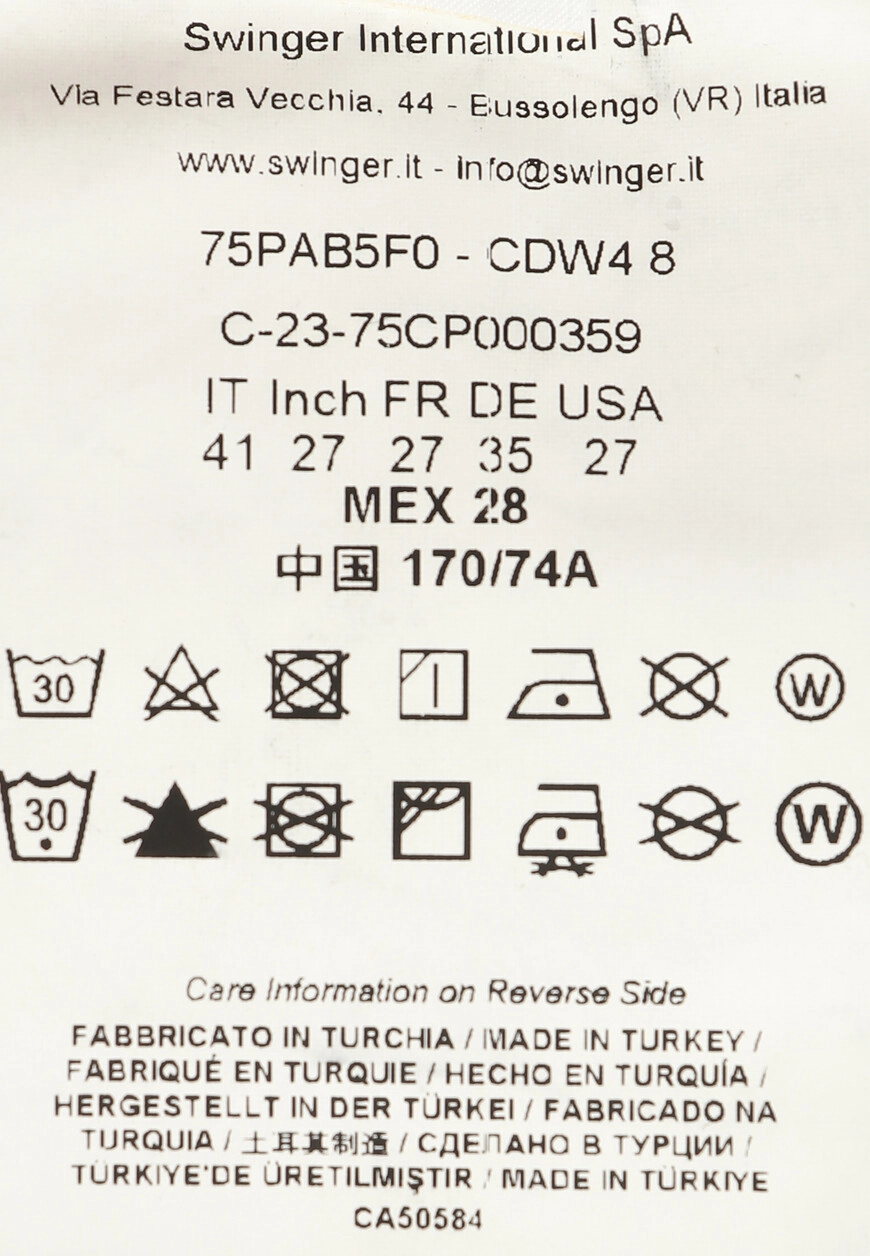 Swinger International SpA
Via Festara Vecchia, 44 - Bussolengo (VR) Italia
www.swinger.it - info@swinger.it
75PAB5F0 - CDW4 8
C-23-75CP000359
IT Inch FR DE USA
41 27 27 35 27
MEX 28
中国 170/74A
30 W
30 W
Care Information on Reverse Side
FABBRICATO IN TURCHIA / MADE IN TURKEY /
FABRIQUÉ EN TURQUIE / HECHO EN TURQUÍA /
HERGESTELLT IN DER TÜRKEI / FABRICADO NA
TURQUIA / 土耳其制造 / СДЕЛАНО В ТУРЦИИ /
TÜRKIYE'DE ÜRETILMIŞTIR / MADE IN TÜRKIYE
CA50584